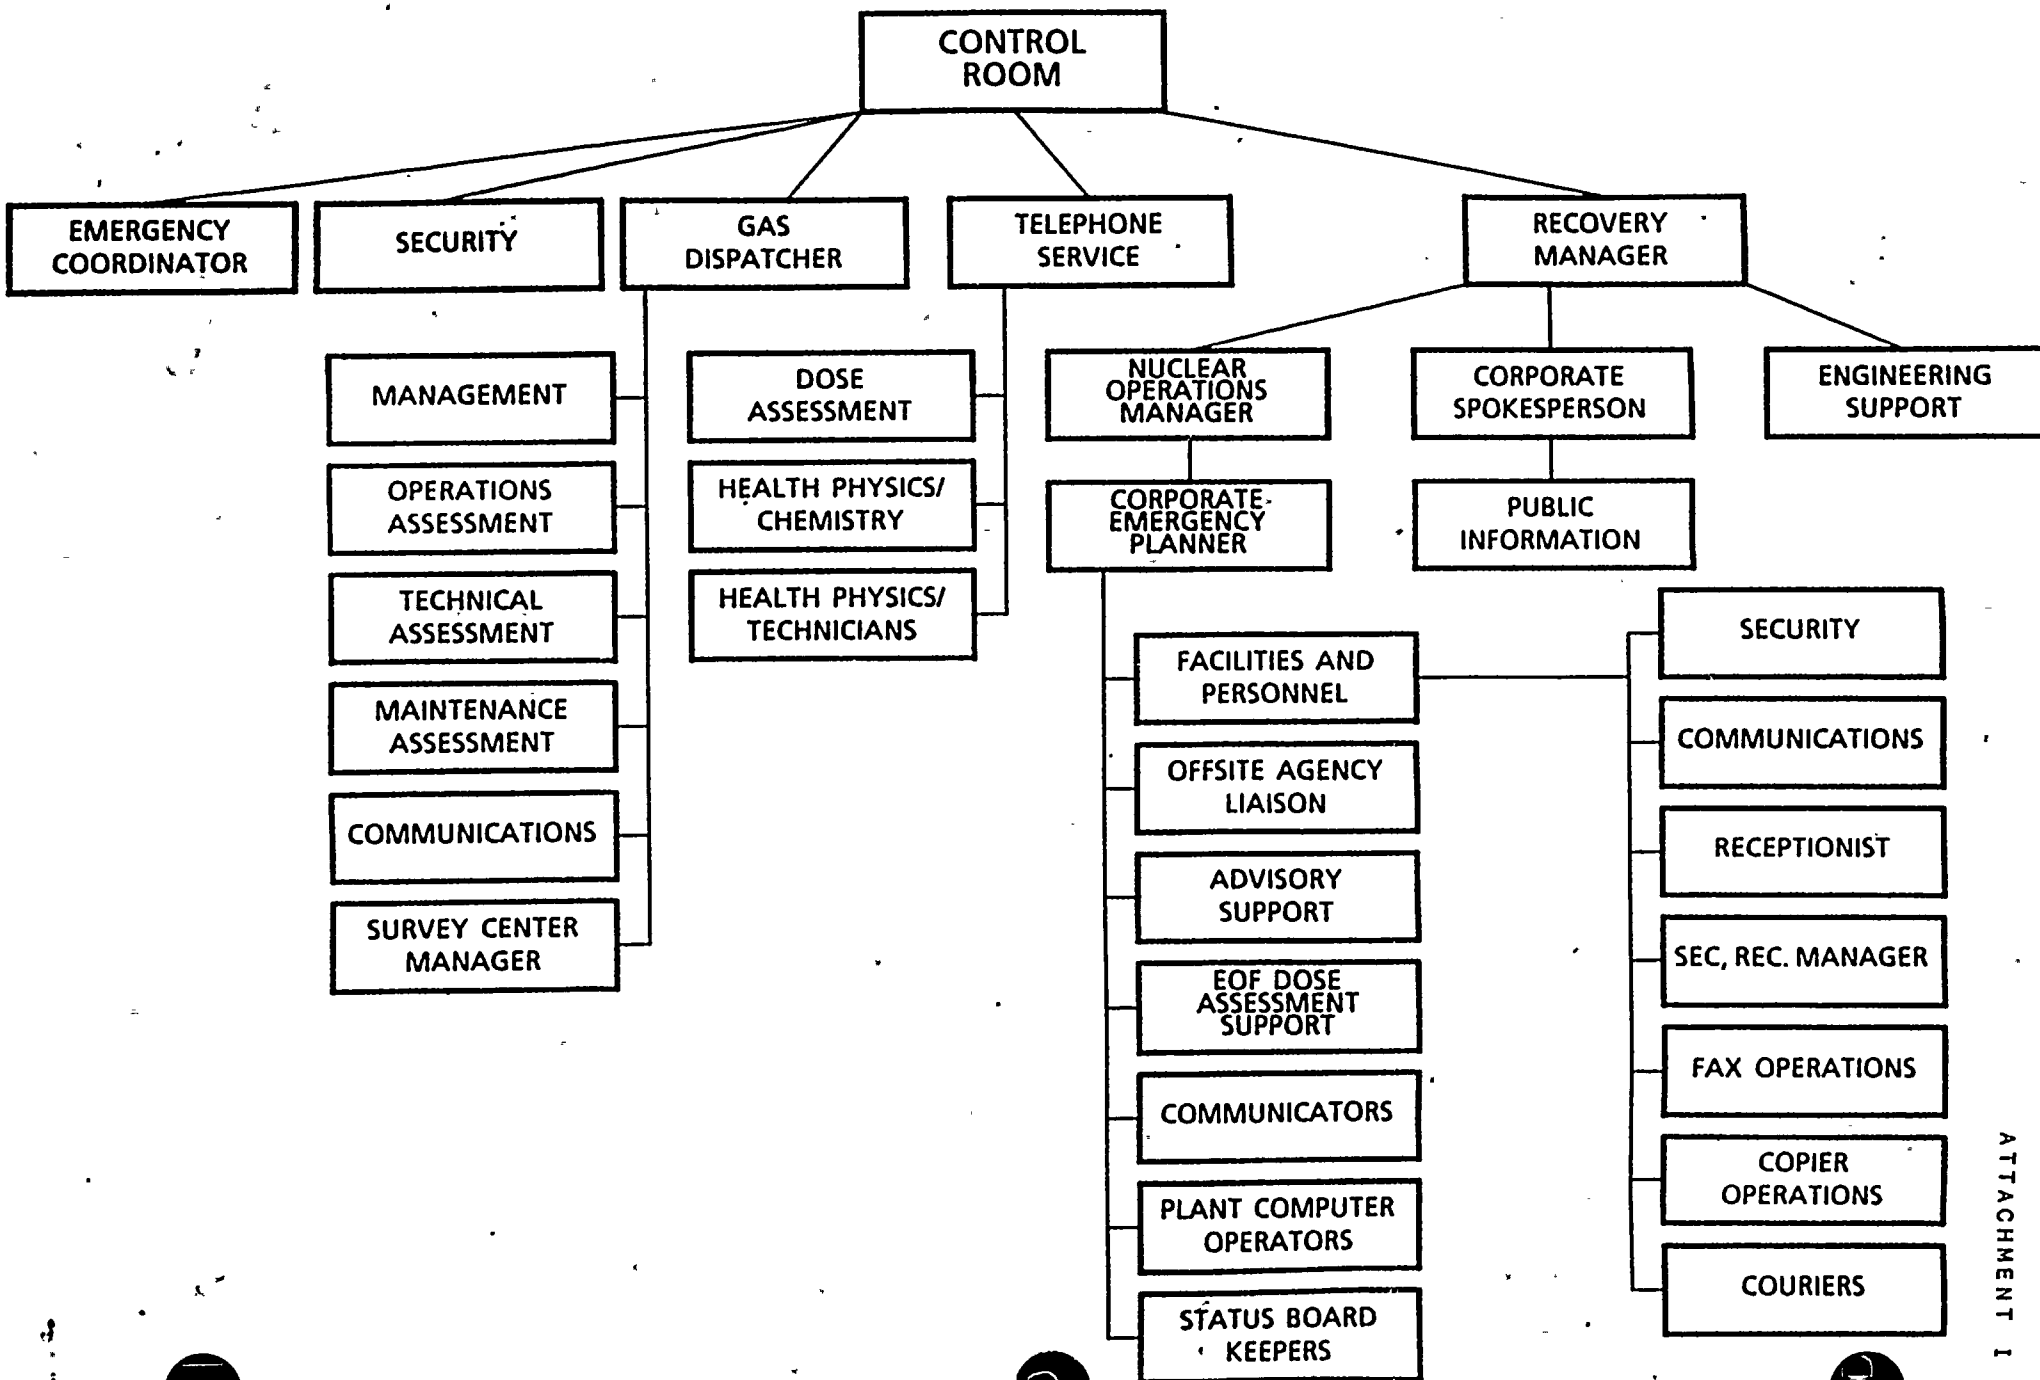 CONTROL
ROOM
EMERGENCY
COORDINATOR
SECURITY
GAS
DISPATCHER
TELEPHONE
SERVICE
RECOVERY
MANAGER
MANAGEMENT
OPERATIONS
ASSESSMENT
TECHNICAL
ASSESSMENT
MAINTENANCE
ASSESSMENT
COMMUNICATIONS
SURVEY CENTER
MANAGER
DOSE
ASSESSMENT
HEALTH PHYSICS/
CHEMISTRY
HEALTH PHYSICS/
TECHNICIANS
NUCLEAR
OPERATIONS
MANAGER
CORPORATE
EMERGENCY
PLANNER
CORPORATE
SPOKESPERSON
PUBLIC
INFORMATION
ENGINEERING
SUPPORT
FACILITIES AND
PERSONNEL
OFFSITE AGENCY
LIAISON
ADVISORY
SUPPORT
EOF DOSE
ASSESSMENT
SUPPORT
COMMUNICATORS
PLANT COMPUTER
OPERATORS
STATUS BOARD
KEEPERS
SECURITY
COMMUNICATIONS
RECEPTIONIST
SEC, REC. MANAGER
FAX OPERATIONS
COPIER
OPERATIONS
COURIERS
ATTACHMENT I